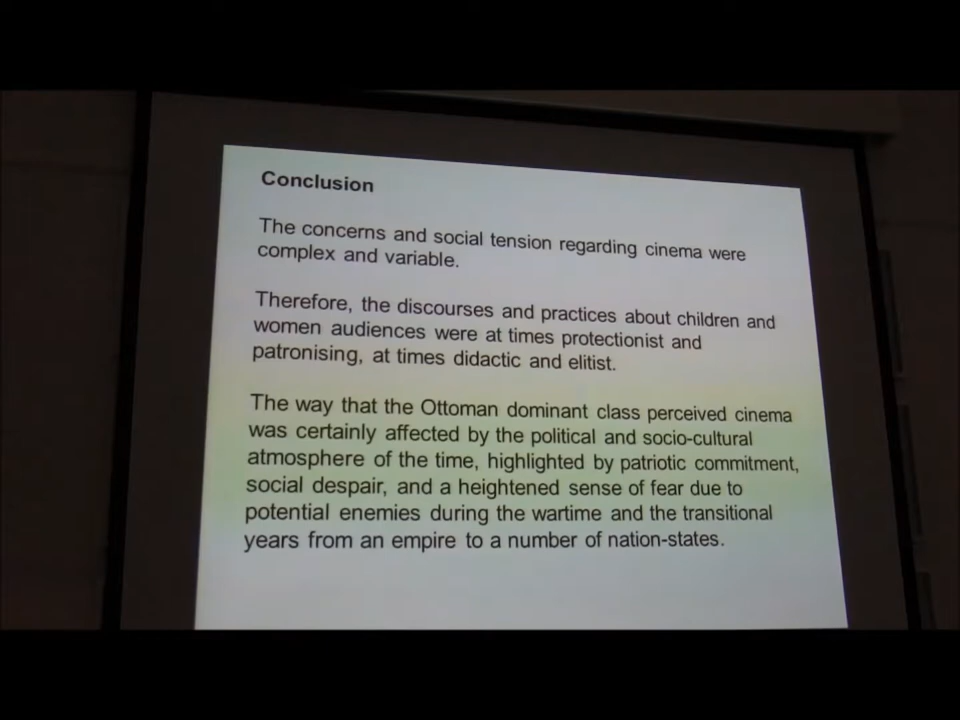 Conclusion
The concerns and social tension regarding cinema were
complex and variable.
Therefore, the discourses and practices about children and
women audiences were at times protectionist and
patronising, at times didactic and elitist.
The way that the Ottoman dominant class perceived cinema
was certainly affected by the political and socio-cultural
atmosphere of the time, highlighted by patriotic commitment,
social despair, and a heightened sense of fear due to
potential enemies during the wartime and the transitional
years from an empire to a number of nation-states.